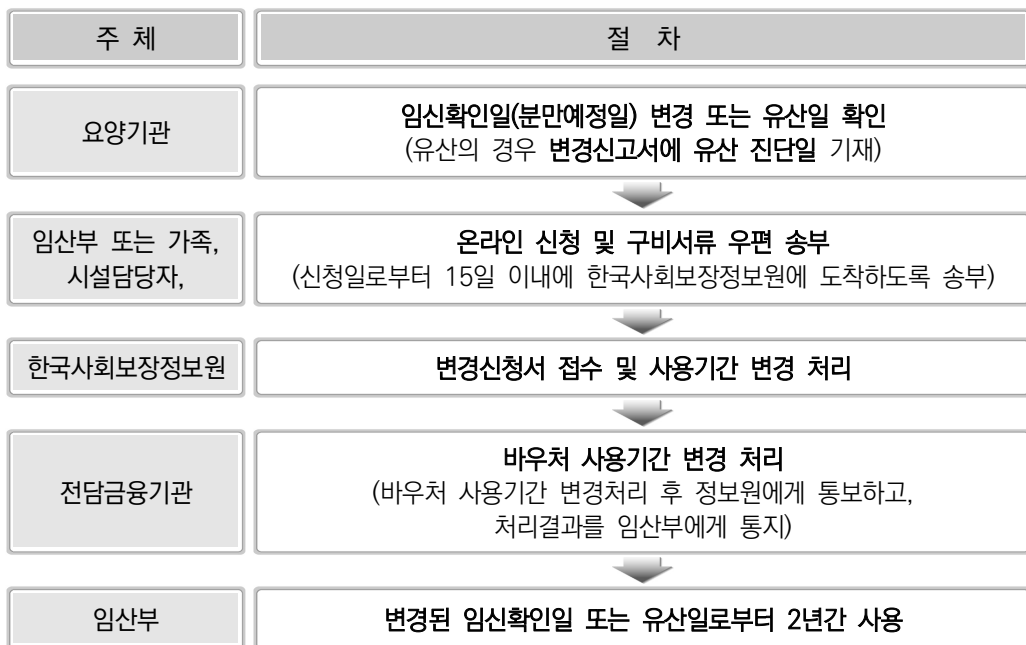 주 체
절 차
요양기관
임신확인일(분만예정일) 변경 또는 유산일 확인
(유산의 경우 변경신고서에 유산 진단일 기재)
임산부 또는 가족,
시설담당자,
온라인 신청 및 구비서류 우편 송부
(신청일로부터 15일 이내에 한국사회보장정보원에 도착하도록 송부)
한국사회보장정보원
변경신청서 접수 및 사용기간 변경 처리
전담금융기관
바우처 사용기간 변경 처리
(바우처 사용기간 변경처리 후 정보원에게 통보하고,
처리결과를 임산부에게 통지)
임산부
변경된 임신확인일 또는 유산일로부터 2년간 사용